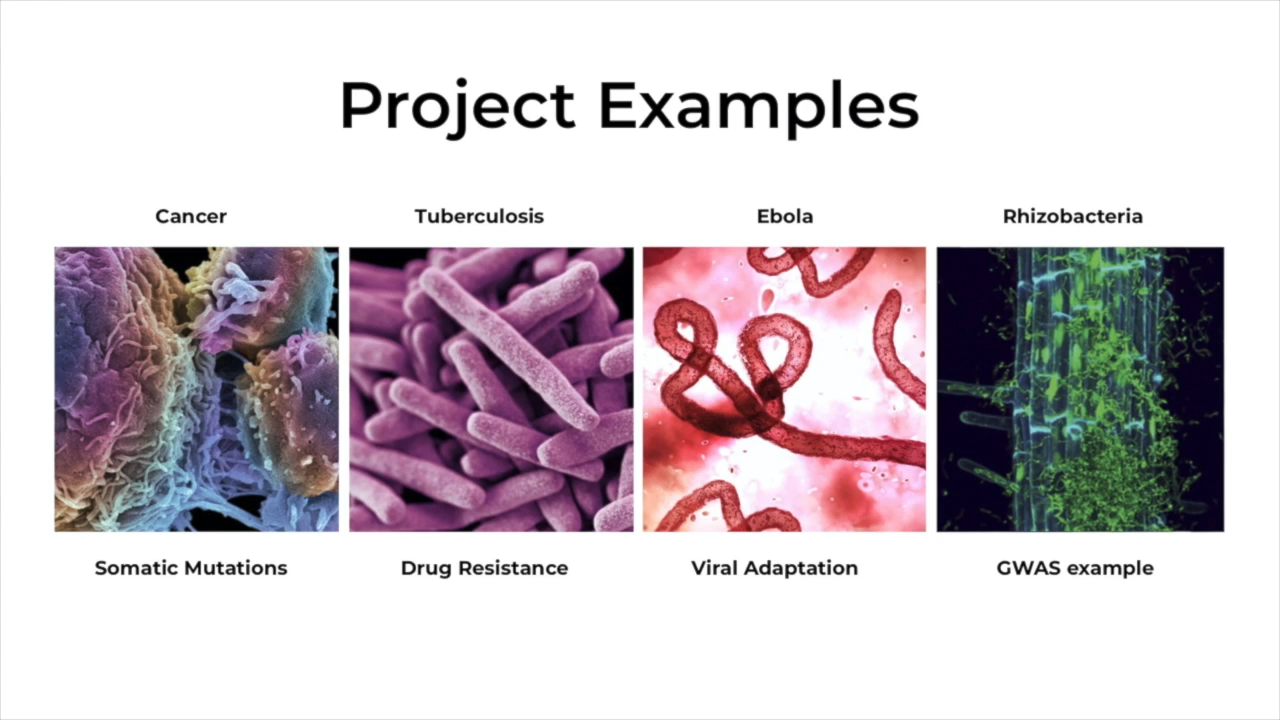 Project Examples
Cancer
Tuberculosis
Ebola
Rhizobacteria
Somatic Mutations
Drug Resistance
Viral Adaptation
GWAS example